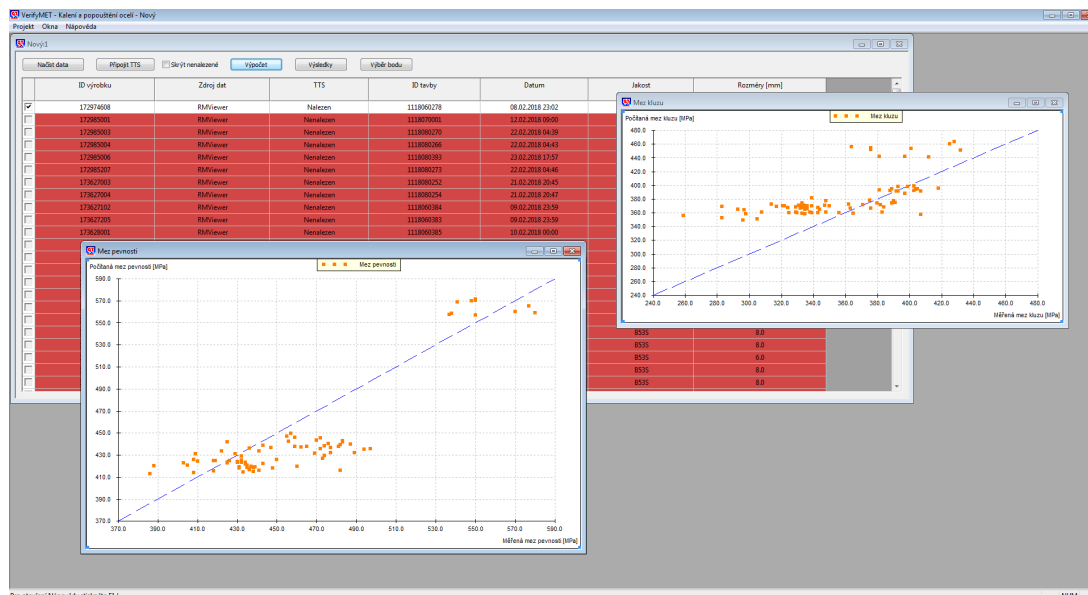 VerifyMET - Kalení a popouštění ocelí - Nový
Projekt Okna Nápověda
Nový:1
Načíst data Připojit TTS Skrýt nenalezené Výpočet Výsledky Výběr bodu
ID výrobku Zdroj dat TTS ID tavby Datum Jakost Rozměry [mm]
172974608 RMViewer Nalezen 1118060278 08.02.2018 23:02
172985001 RMViewer Nenalezen 1118070001 12.02.2018 09:00
172985003 RMViewer Nenalezen 1118080270 22.02.2018 04:39
172985004 RMViewer Nenalezen 1118080266 22.02.2018 04:43
172985006 RMViewer Nenalezen 1118080393 23.02.2018 17:57
172985207 RMViewer Nenalezen 1118080273 22.02.2018 04:46
173627003 RMViewer Nenalezen 1118080252 21.02.2018 20:45
173627004 RMViewer Nenalezen 1118080254 21.02.2018 20:47
173627102 RMViewer Nenalezen 1118060384 09.02.2018 23:59
173627205 RMViewer Nenalezen 1118060383 09.02.2018 23:59
173628001 RMViewer Nenalezen 1118060385 10.02.2018 00:00
B53S 8.0
B53S 8.0
B53S 6.0
B53S 8.0
B53S 8.0
Mez kluzu
Počítaná mez kluzu [MPa]
Mez kluzu
480.0
460.0
440.0
420.0
400.0
380.0
360.0
340.0
320.0
300.0
280.0
260.0
240.0
240.0 260.0 280.0 300.0 320.0 340.0 360.0 380.0 400.0 420.0 440.0 460.0 480.0
Měřená mez kluzu [MPa]
Mez pevnosti
Počítaná mez pevnosti [MPa]
Mez pevnosti
590.0
570.0
550.0
530.0
510.0
490.0
470.0
450.0
430.0
410.0
390.0
370.0
370.0 390.0 410.0 430.0 450.0 470.0 490.0 510.0 530.0 550.0 570.0 590.0
Měřená mez pevnosti [MPa]